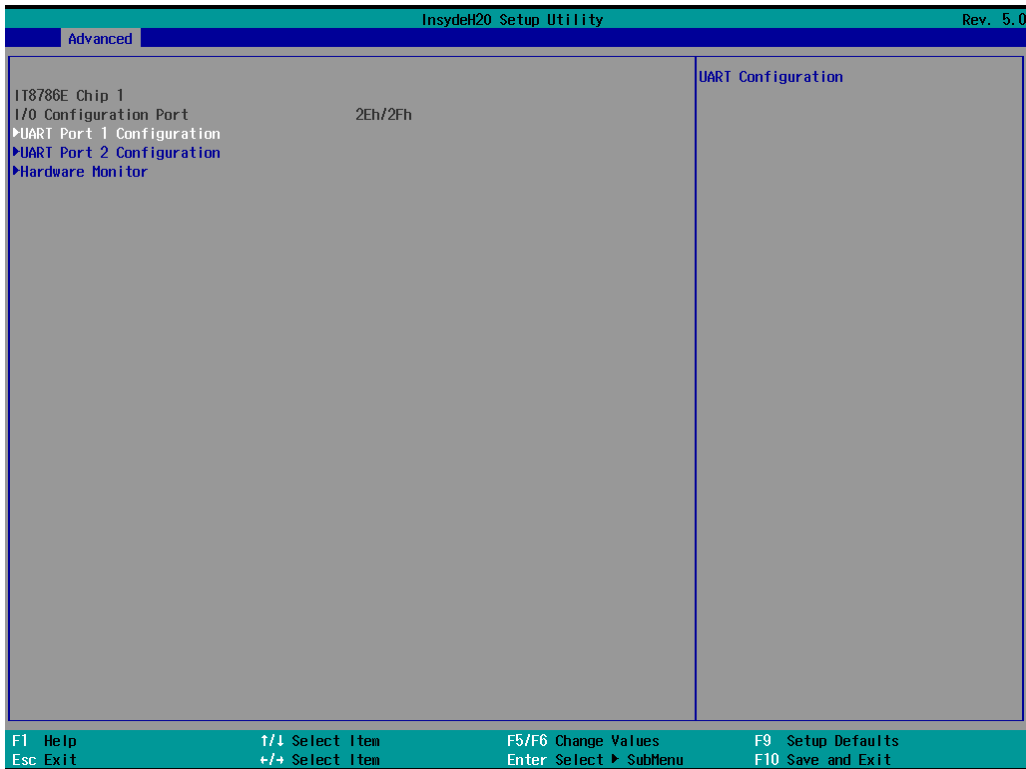 InsydeH20 Setup Utility Rev. 5.0
Advanced
UART Configuration
IT8786E Chip 1
I/O Configuration Port 2Eh/2Fh
▶UART Port 1 Configuration
▶UART Port 2 Configuration
▶Hardware Monitor
F1 Help ↑/↓ Select Item F5/F6 Change Values F9 Setup Defaults
Esc Exit ←/→ Select Item Enter Select ▶ SubMenu F10 Save and Exit